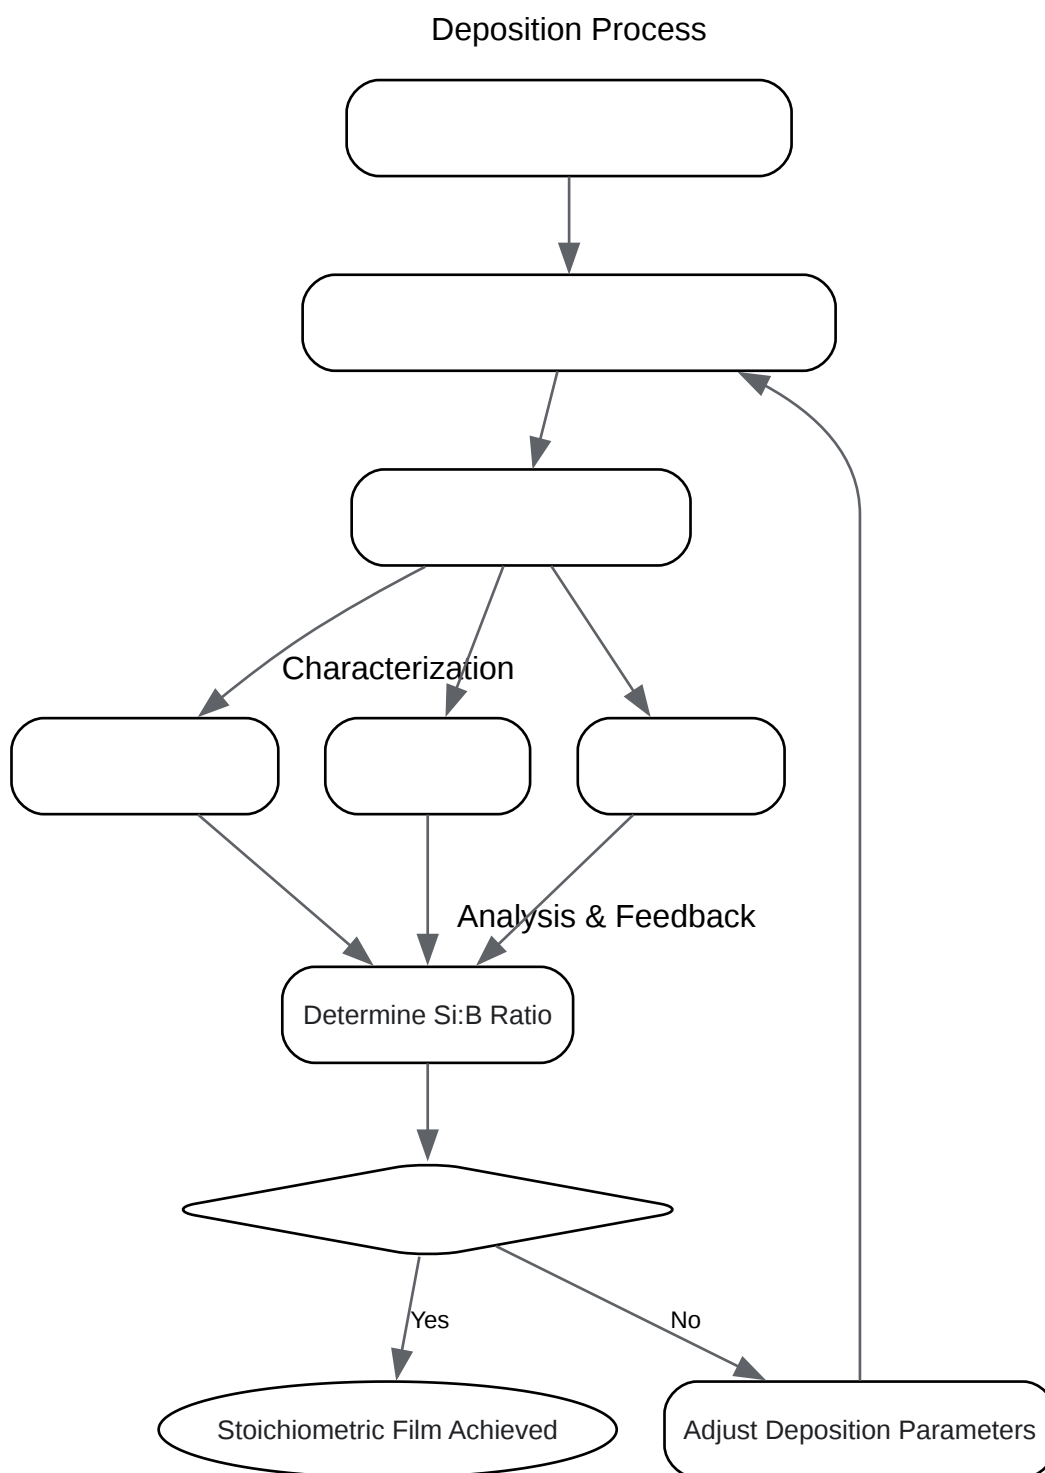 Deposition Process
Characterization
Analysis & Feedback
Determine Si:B Ratio
Yes
No
Stoichiometric Film Achieved
Adjust Deposition Parameters